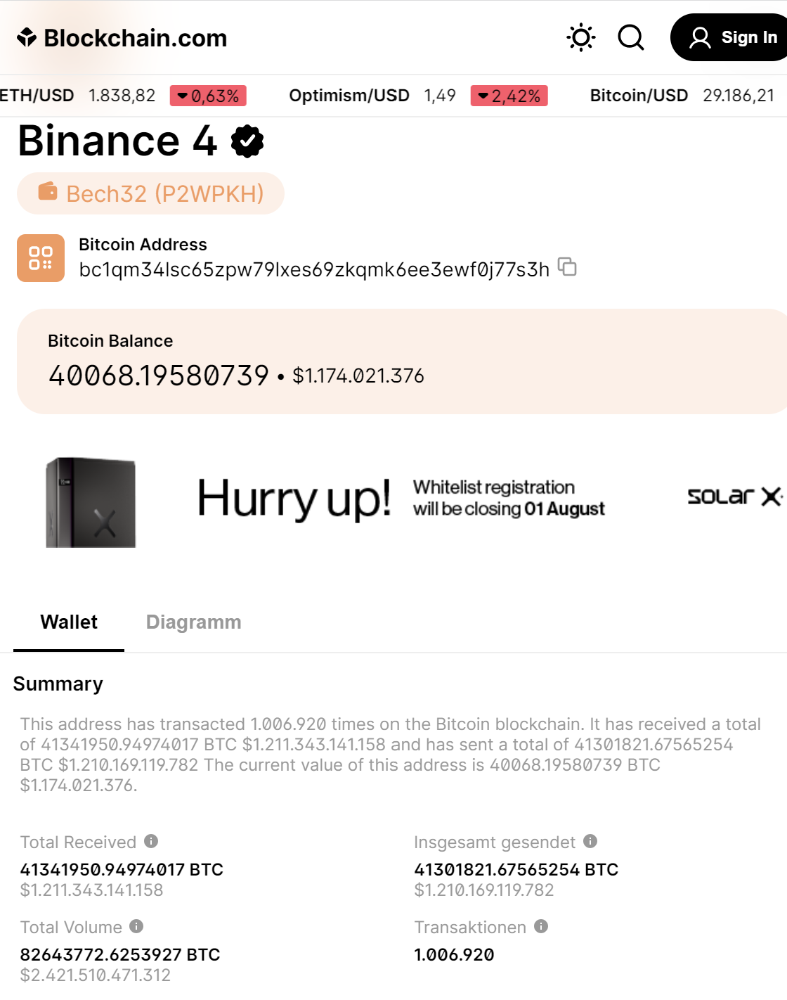 Blockchain.com
Sign In
ETH/USD 1.838,82 0,63% Optimism/USD 1,49 2,42% Bitcoin/USD 29.186,21
Binance 4
Bech32 (P2WPKH)
Bitcoin Address
bc1qm34lsc65zpw79lxes69zkqmk6ee3ewf0j77s3h
Bitcoin Balance
40068.19580739 • $1.174.021.376
Hurry up!
Whitelist registration
will be closing 01 August
SOLAR X
Wallet Diagramm
Summary
This address has transacted 1.006.920 times on the Bitcoin blockchain. It has received a total
of 41341950.94974017 BTC $1.211.343.141.158 and has sent a total of 41301821.67565254
BTC $1.210.169.119.782 The current value of this address is 40068.19580739 BTC
$1.174.021.376.
Total Received
41341950.94974017 BTC
$1.211.343.141.158
Insgesamt gesendet
41301821.67565254 BTC
$1.210.169.119.782
Total Volume
82643772.6253927 BTC
$2.421.510.471.312
Transaktionen
1.006.920